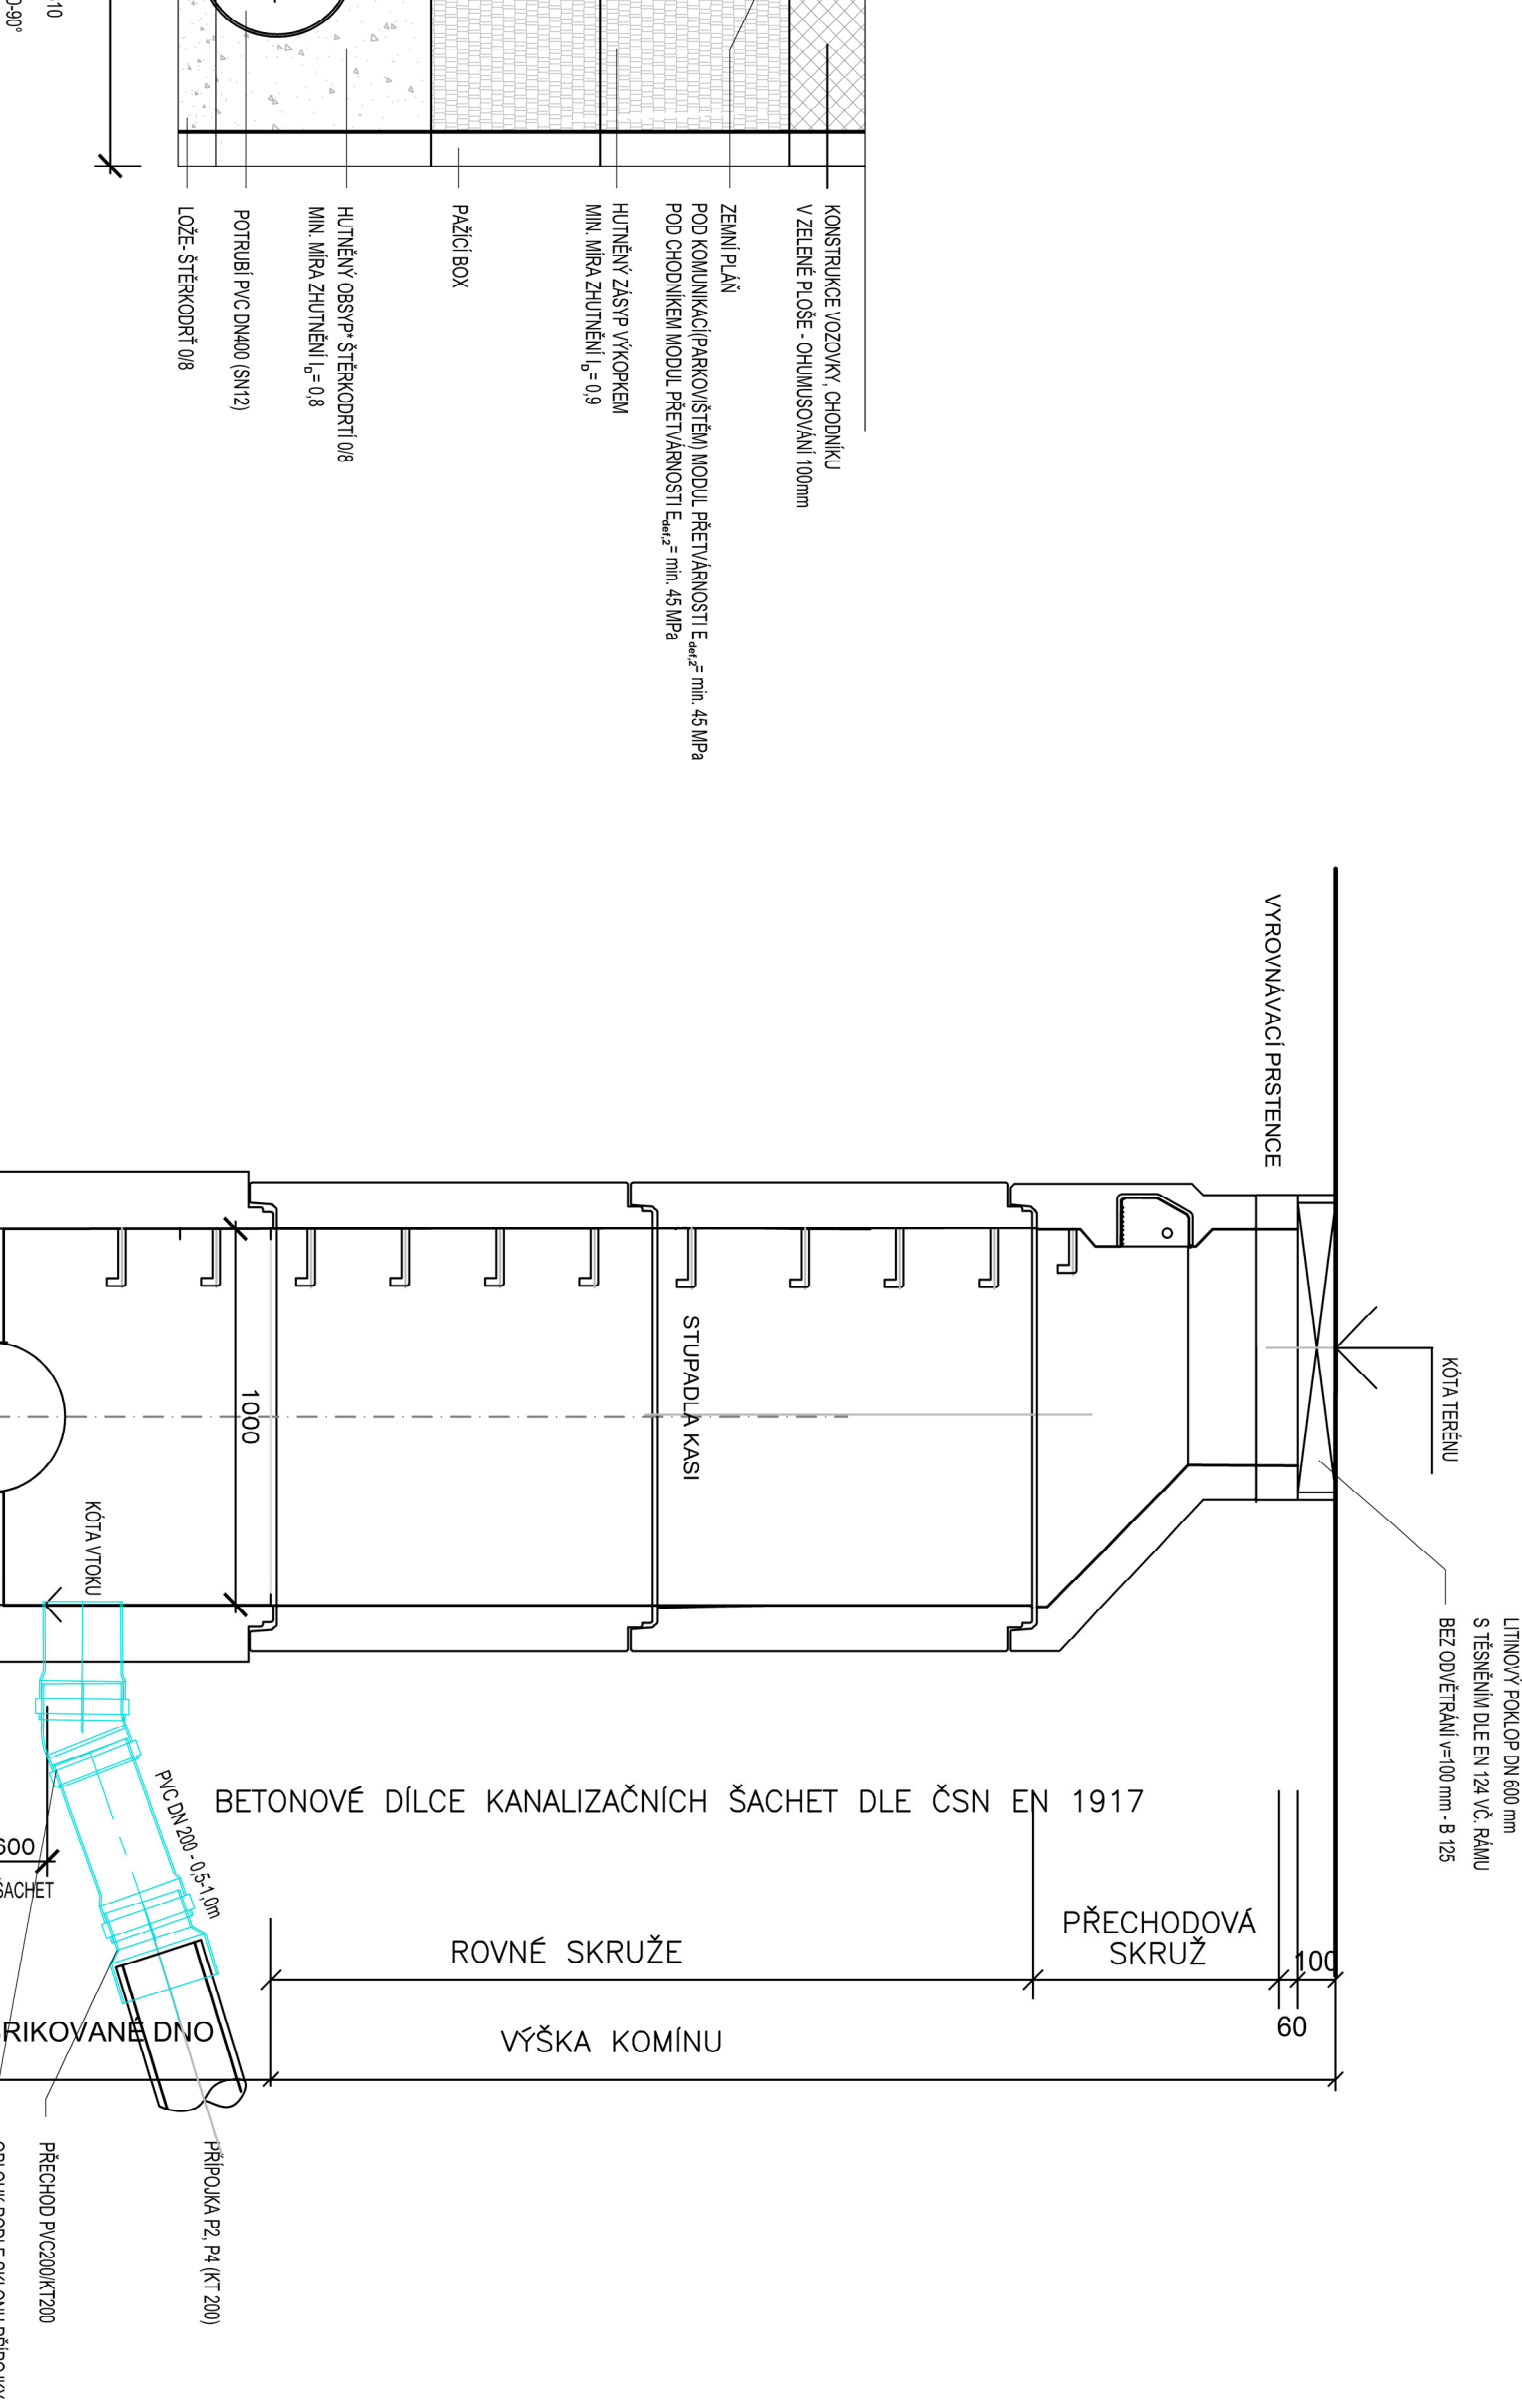 KONSTRUKCE VOZOVKY, CHODNÍKU
V ZELENÉ PLOŠE - OHUMUSOVÁNÍ 100mm
ZEMNÍ PLÁŇ
POD KOMUNIKACÍ(PARKOVIŠTĚM) MODUL PŘETVÁRNOSTI Edef,2= min. 45 MPa
POD CHODNÍKEM MODUL PŘETVÁRNOSTI Edef,2= min. 45 MPa
HUTNĚNÝ ZÁSYP VÝKOPKEM
MIN. MÍRA ZHUTNĚNÍ ID= 0,9
PAŽÍCÍ BOX
HUTNĚNÝ OBSYP* ŠTĚRKODRTÍ 0/8
MIN. MÍRA ZHUTNĚNÍ ID= 0,8
POTRUBÍ PVC DN400 (SN12)
LOŽE- ŠTĚRKODRŤ 0/8
VYROVNÁVACÍ PRSTENCE
KÓTA TERÉNU
LITINOVÝ POKLOP DN 600 mm
S TĚSNĚNÍM DLE EN 124 VČ. RÁMU
BEZ ODVĚTRÁNÍ v=100 mm - B 125
STUPADLA KASI
1000
KÓTA VTOKU
PVC DN 200 - 0,5-1,0m
BETONOVÉ DÍLCE KANALIZAČNÍCH ŠACHET DLE ČSN EN 1917
600
ŠACHET
ROVNÉ SKRUŽE
PŘECHODOVÁ
SKRUŽ
100
60
VÝŠKA KOMÍNU
RIKOVANÉ DNO
PŘÍPOJKA P2, P4 (KT 200)
PŘECHOD PVC200/KT200